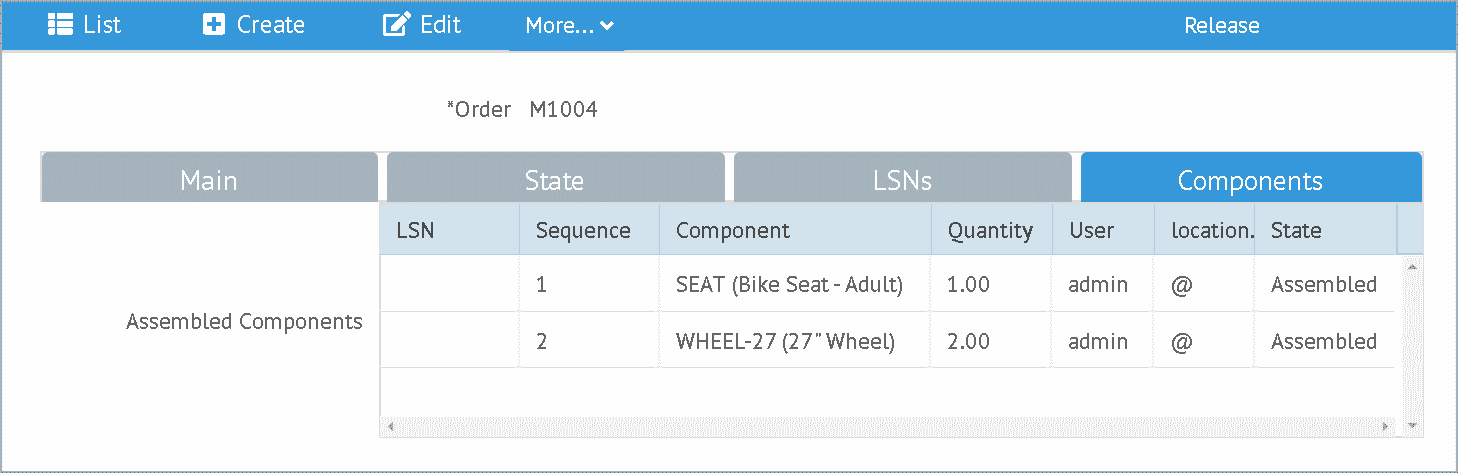 List Create Edit More... Release
*Order M1004
Main State LSNs Components
LSN Sequence Component Quantity User location. State
1 SEAT (Bike Seat - Adult) 1.00 admin @ Assembled
Assembled Components
2 WHEEL-27 (27" Wheel) 2.00 admin @ Assembled